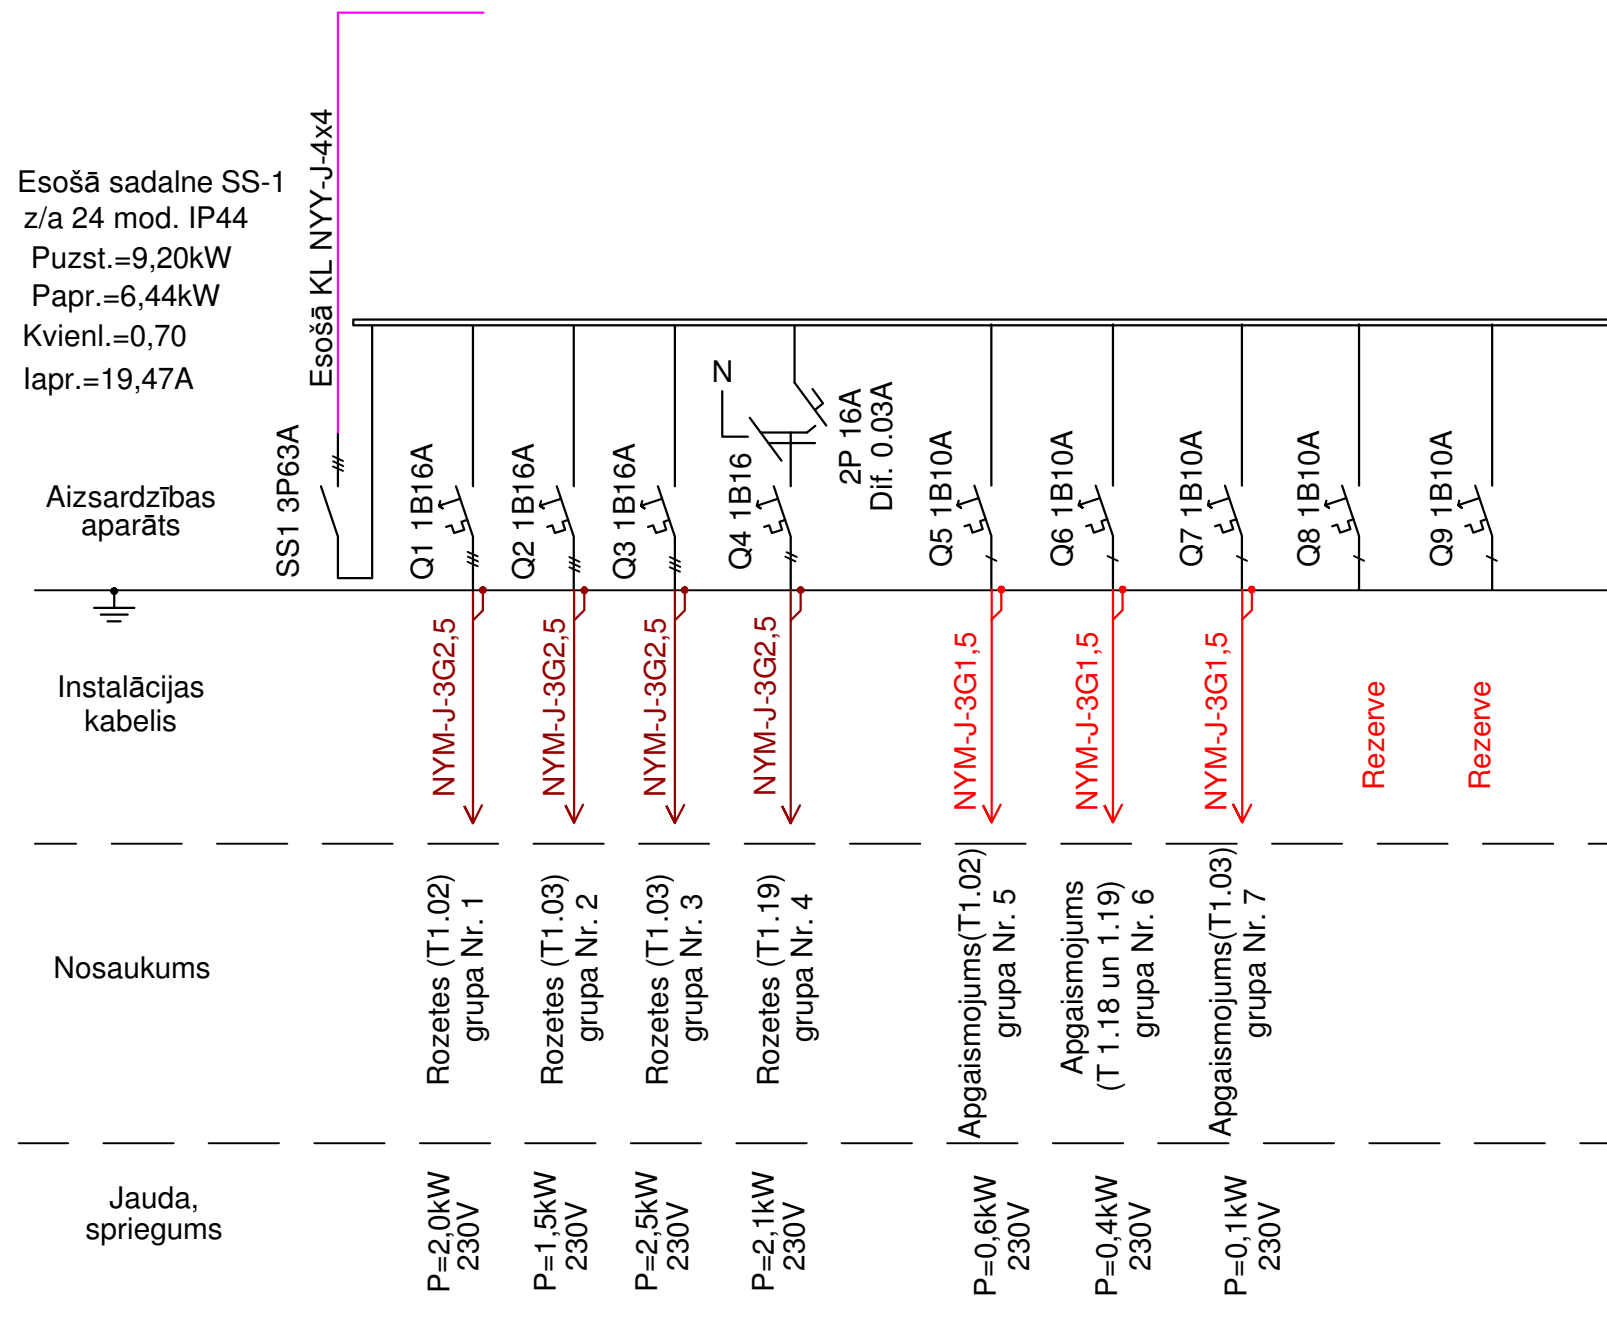 Esošā sadalne SS-1
z/a 24 mod. IP44
Puzst.=9,20kW
Papr.=6,44kW
Kvienl.=0,70
Iapr.=19,47A
Esošā KL NYY-J-4x4
N
2P 16A
Dif. 0.03A
Aizsardzības
aparāts
SS1 3P63A
Q1 1B16A
Q2 1B16A
Q3 1B16A
Q4 1B16
Q5 1B10A
Q6 1B10A
Q7 1B10A
Q8 1B10A
Q9 1B10A
Instalācijas
kabelis
NYM-J-3G2,5
NYM-J-3G2,5
NYM-J-3G2,5
NYM-J-3G2,5
NYM-J-3G1,5
NYM-J-3G1,5
NYM-J-3G1,5
Rezerve
Rezerve
Nosaukums
Rozetes (T1.02)
grupa Nr. 1
Rozetes (T1.03)
grupa Nr. 2
Rozetes (T1.03)
grupa Nr. 3
Rozetes (T1.19)
grupa Nr. 4
Apgaismojums(T1.02)
grupa Nr. 5
Apgaismojums
(T 1.18 un 1.19)
grupa Nr. 6
Apgaismojums(T1.03)
grupa Nr. 7
Jauda,
spriegums
P=2,0kW
230V
P=1,5kW
230V
P=2,5kW
230V
P=2,1kW
230V
P=0,6kW
230V
P=0,4kW
230V
P=0,1kW
230V